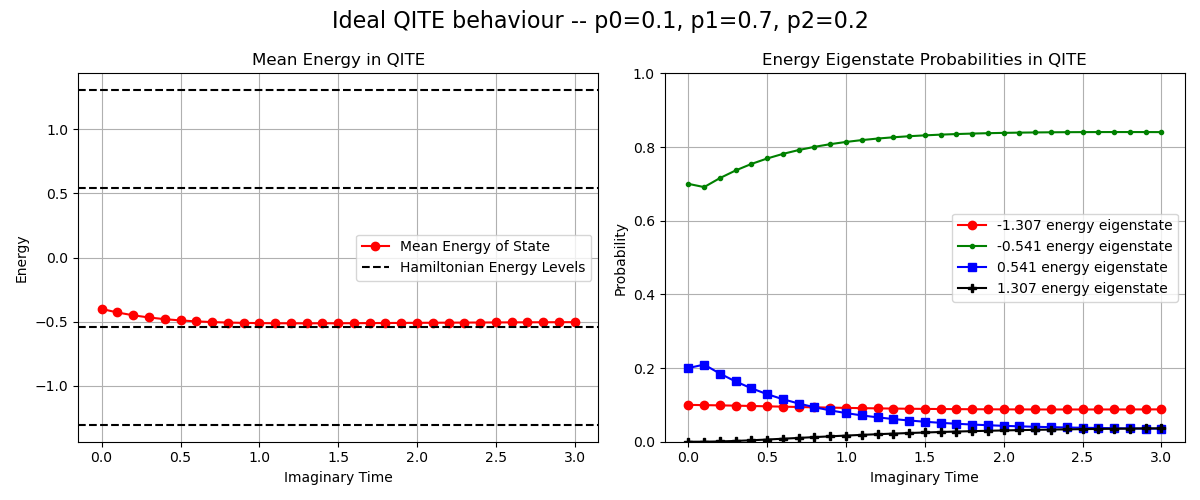 Ideal QITE behaviour -- p0=0.1, p1=0.7, p2=0.2
Mean Energy in QITE
Energy
1.0
0.5
0.0
−0.5
−1.0
Mean Energy of State
Hamiltonian Energy Levels
0.0 0.5 1.0 1.5 2.0 2.5 3.0
Imaginary Time
Energy Eigenstate Probabilities in QITE
Probability
1.0
0.8
0.6
0.4
0.2
0.0
-1.307 energy eigenstate
-0.541 energy eigenstate
0.541 energy eigenstate
1.307 energy eigenstate
0.0 0.5 1.0 1.5 2.0 2.5 3.0
Imaginary Time